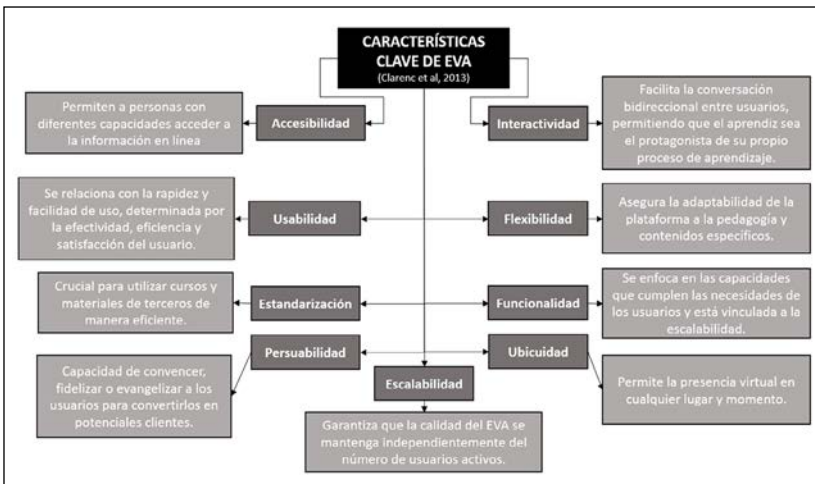 CARACTERÍSTICAS
CLAVE DE EVA
(Clarenc et al, 2013)
Permiten a personas con
diferentes capacidades acceder a
la información en línea
Accesibilidad
Interactividad
Facilita la conversación
bidireccional entre usuarios,
permitiendo que el aprendiz sea
el protagonista de su propio
proceso de aprendizaje.
Se relaciona con la rapidez y
facilidad de uso, determinada por
la efectividad, eficiencia y
satisfacción del usuario.
Usabilidad
Flexibilidad
Asegura la adaptabilidad de la
plataforma a la pedagogía y
contenidos específicos.
Crucial para utilizar cursos y
materiales de terceros de
manera eficiente.
Estandarización
Funcionalidad
Se enfoca en las capacidades
que cumplen las necesidades de
los usuarios y está vinculada a la
escalabilidad.
Persuabilidad
Ubicuidad
Capacidad de convencer,
fidelizar o evangelizar a los
usuarios para convertirlos en
potenciales clientes.
Escalabilidad
Permite la presencia virtual en
cualquier lugar y momento.
Garantiza que la calidad del EVA se
mantenga independientemente del
número de usuarios activos.